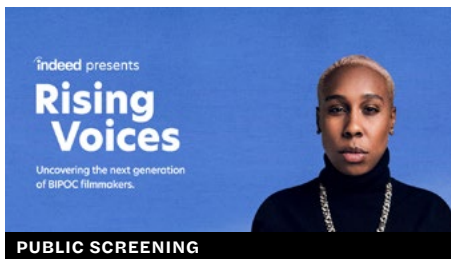 indeed presents
Rising
Voices
Uncovering the next generation
of BIPOC filmmakers.
PUBLIC SCREENING